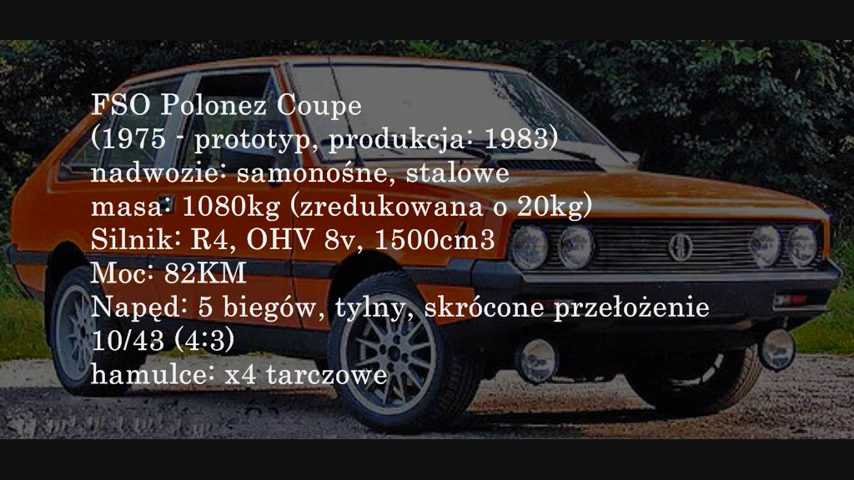 FSO Polonez Coupe
(1975 - prototyp, produkcja: 1983)
nadwozie: samonośne, stalowe
masa: 1080kg (zredukowana o 20kg)
Silnik: R4, OHV 8v, 1500cm3
Moc: 82KM
Napęd: 5 biegów, tylny, skrócone przełożenie
10/43 (4:3)
hamulce: x4 tarczowe